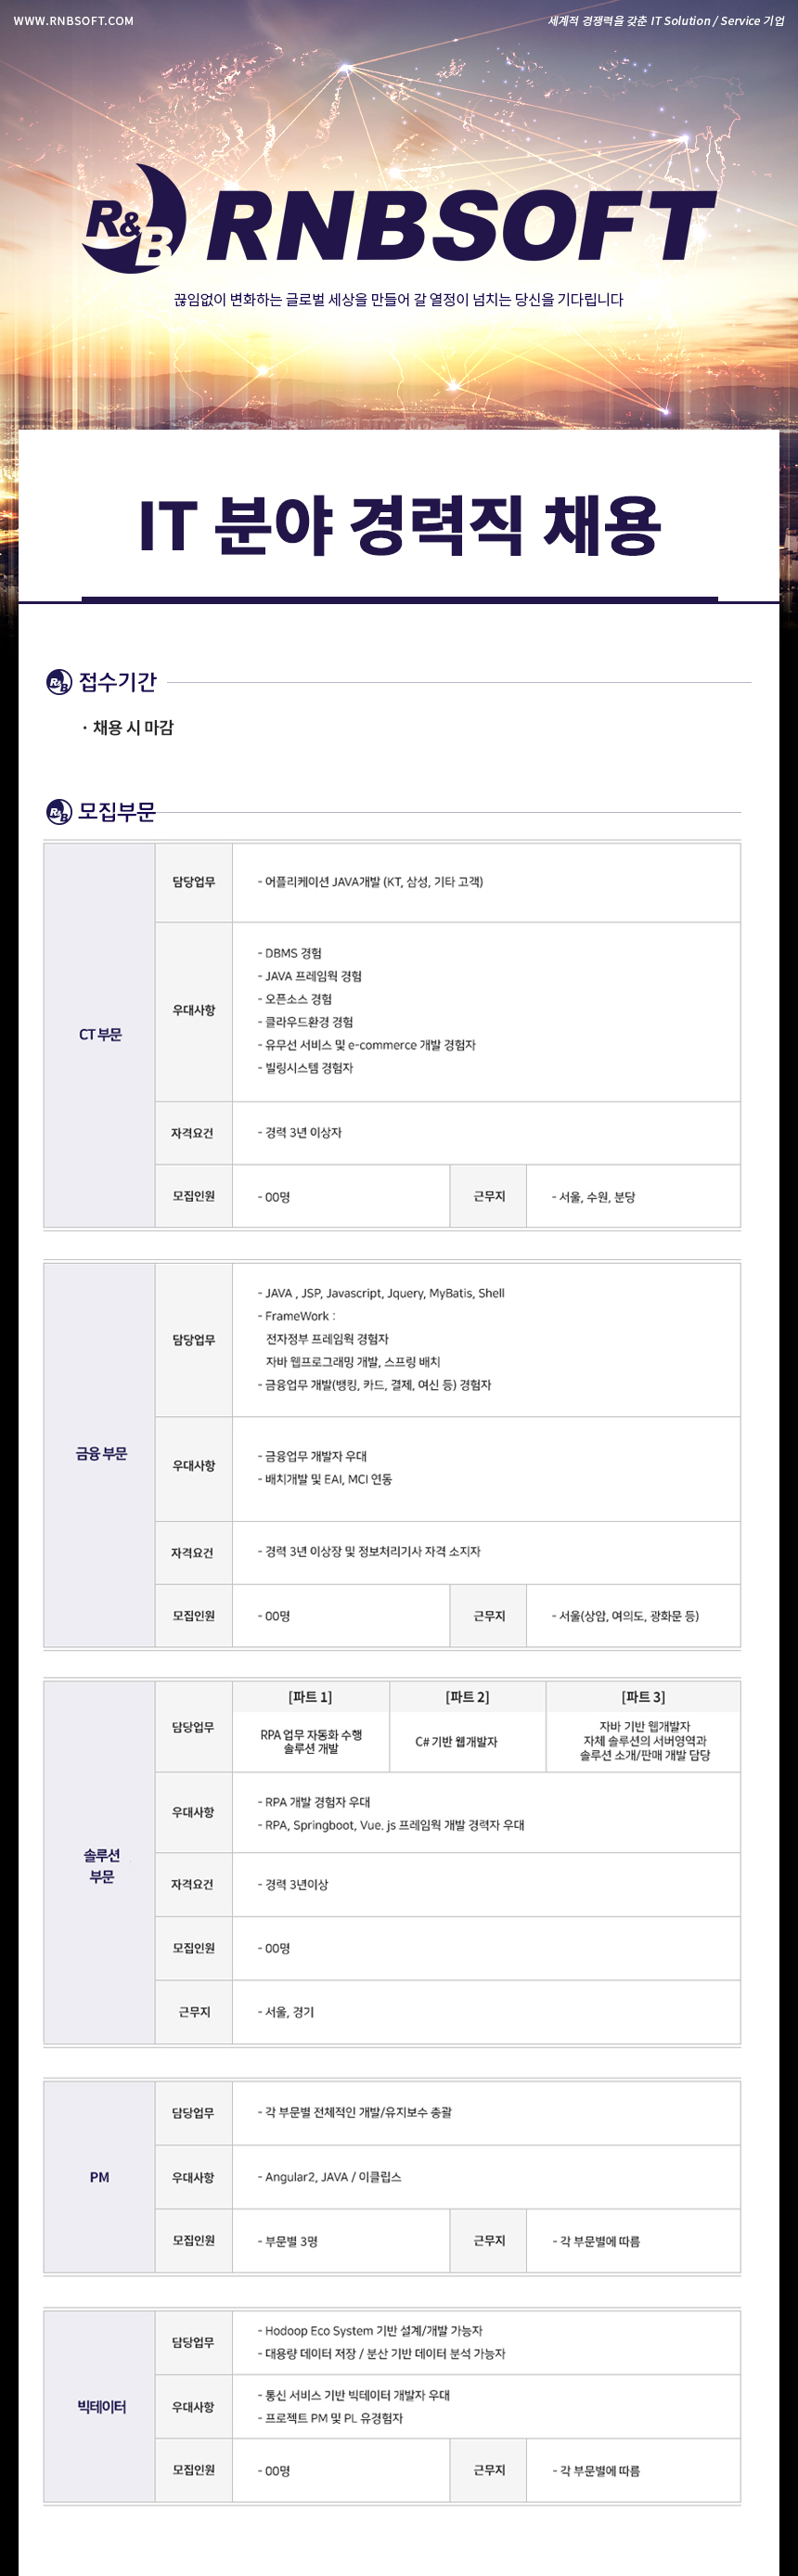 WWW.RNBSOFT.COM
세계적 경쟁력을 갖춘 IT Solution / Service 기업
R&B RNBSOFT
끊임없이 변화하는 글로벌 세상을 만들어 갈 열정이 넘치는 당신을 기다립니다
IT 분야 경력직 채용
R&B 접수기간
· 채용 시 마감
R&B 모집부문
CT 부문
담당업무
- 어플리케이션 JAVA개발 (KT, 삼성, 기타 고객)
우대사항
- DBMS 경험
- JAVA 프레임웍 경험
- 오픈소스 경험
- 클라우드환경 경험
- 유무선 서비스 및 e-commerce 개발 경험자
- 빌링시스템 경험자
자격요건
- 경력 3년 이상자
모집인원
- 00명
근무지
- 서울, 수원, 분당
금융 부문
담당업무
- JAVA , JSP, Javascript, Jquery, MyBatis, Shell
- FrameWork :
전자정부 프레임웍 경험자
자바 웹프로그래밍 개발, 스프링 배치
- 금융업무 개발(뱅킹, 카드, 결제, 여신 등) 경험자
우대사항
- 금융업무 개발자 우대
- 배치개발 및 EAI, MCI 연동
자격요건
- 경력 3년 이상장 및 정보처리기사 자격 소지자
모집인원
- 00명
근무지
- 서울(상암, 여의도, 광화문 등)
솔루션
부문
담당업무
[파트 1]
RPA 업무 자동화 수행
솔루션 개발
[파트 2]
C# 기반 웹개발자
[파트 3]
자바 기반 웹개발자
자체 솔루션의 서버영역과
솔루션 소개/판매 개발 담당
우대사항
- RPA 개발 경험자 우대
- RPA, Springboot, Vue. js 프레임웍 개발 경력자 우대
자격요건
- 경력 3년이상
모집인원
- 00명
근무지
- 서울, 경기
PM
담당업무
- 각 부문별 전체적인 개발/유지보수 총괄
우대사항
- Angular2, JAVA / 이클립스
모집인원
- 부문별 3명
근무지
- 각 부문별에 따름
빅테이터
담당업무
- Hodoop Eco System 기반 설계/개발 가능자
- 대용량 데이터 저장 / 분산 기반 데이터 분석 가능자
우대사항
- 통신 서비스 기반 빅테이터 개발자 우대
- 프로젝트 PM 및 PL 유경험자
모집인원
- 00명
근무지
- 각 부문별에 따름